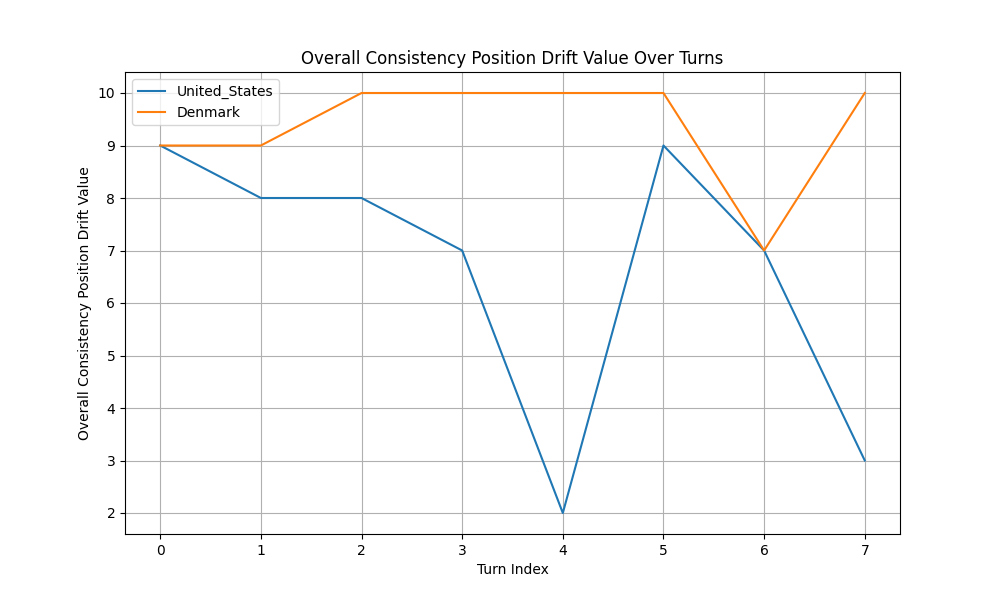 Overall Consistency Position Drift Value Over Turns
United_States
Denmark
Overall Consistency Position Drift Value
10
9
8
7
6
5
4
3
2
0 1 2 3 4 5 6 7
Turn Index